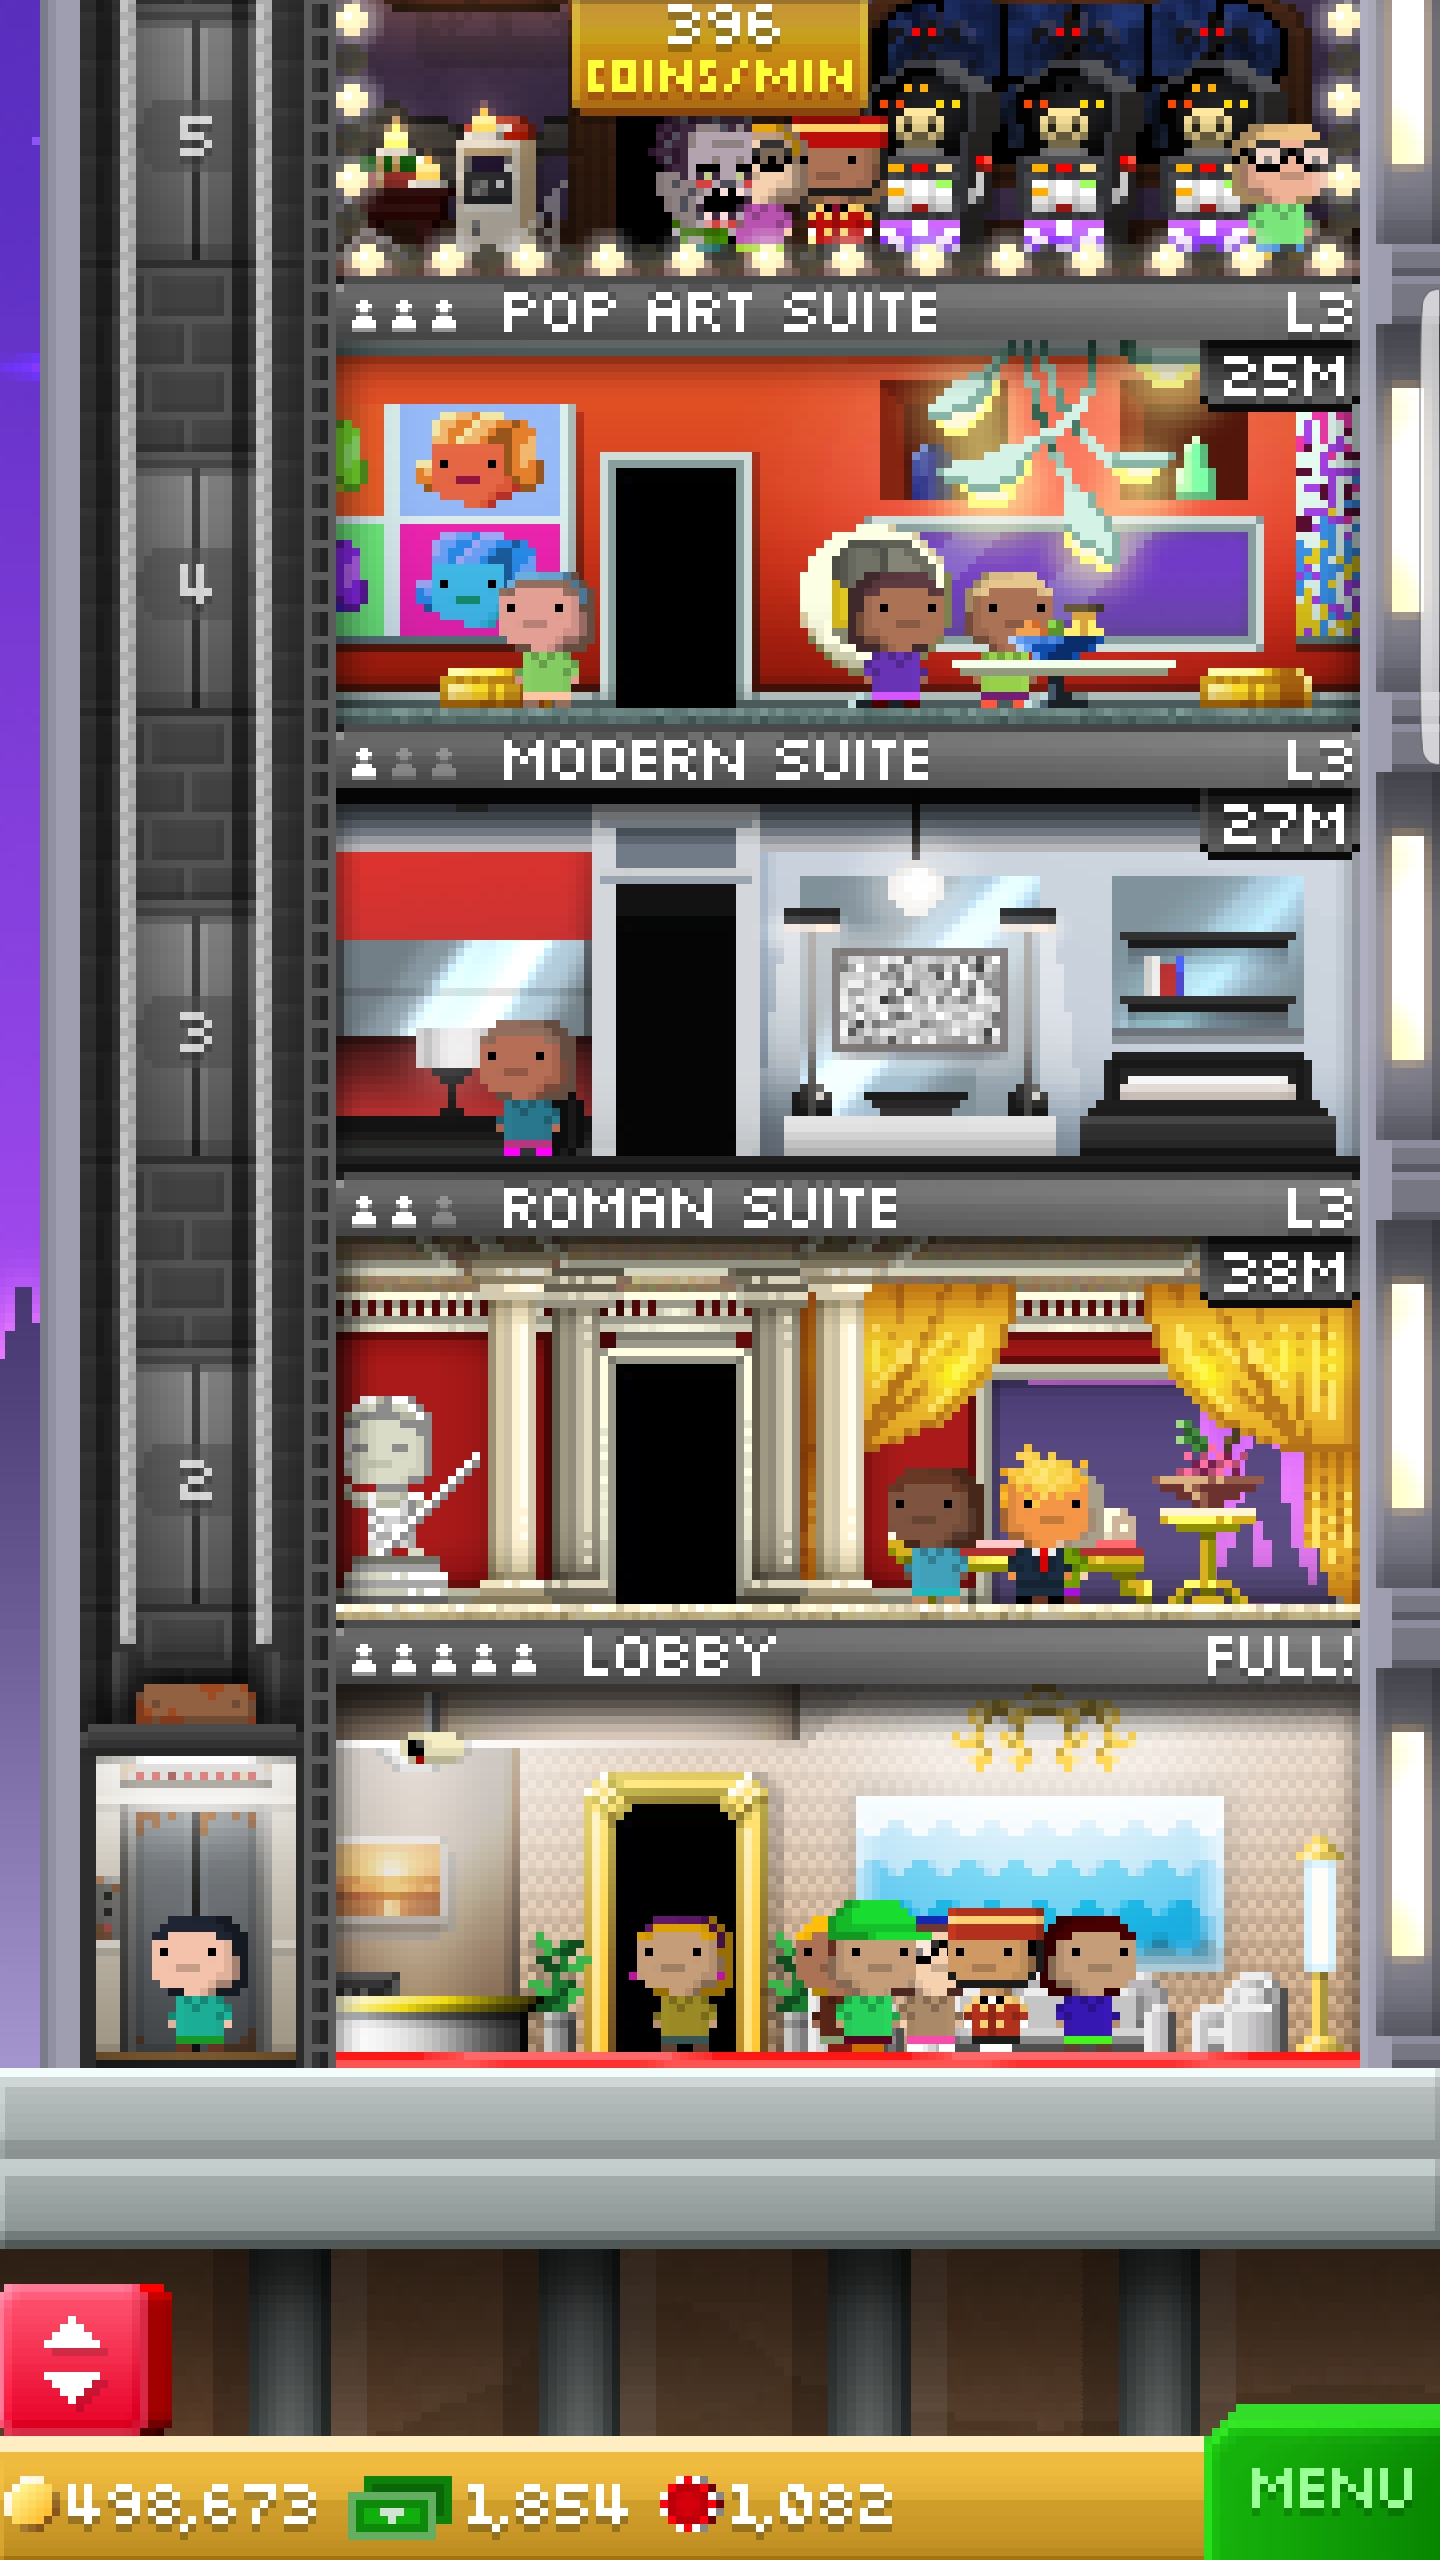 396
COINS/MIN
5
POP ART SUITE L3
25M
4
MODERN SUITE L3
27M
3
ROMAN SUITE L3
38M
2
LOBBY FULL!
498,673 1,854 1,082 MENU